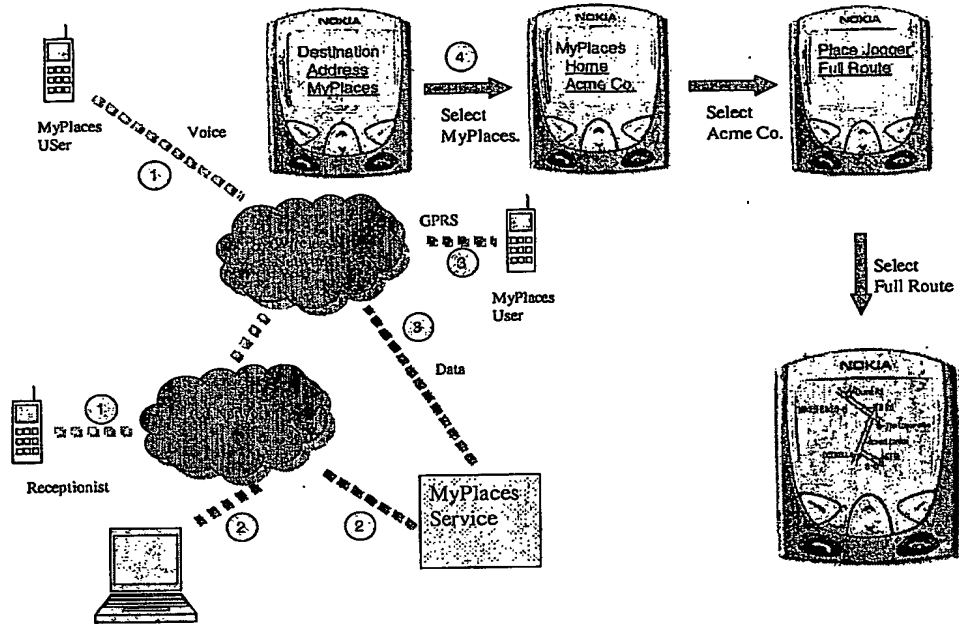 NOKIA
Destination
Address
MyPlaces
4
Select
MyPlaces.
NOKIA
MyPlaces
Home
Acme Co.
Select
Acme Co.
NOKIA
Place Jogger
Full Route
MyPlaces
USer
Voice
1
GPRS
3
MyPlaces
User
Select
Full Route
3
Data
1
Receptionist
2
2
MyPlaces
Service
NOKIA